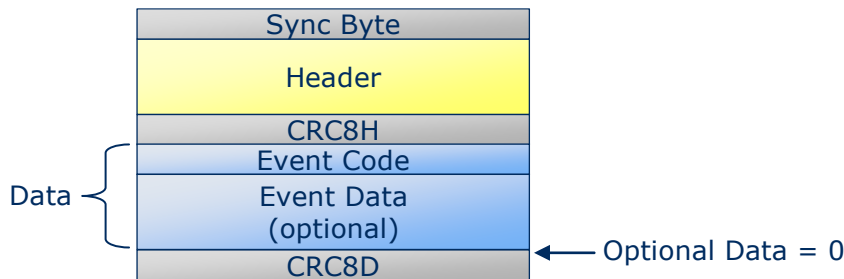 Sync Byte
Header
CRC8H
Event Code
Data
Event Data
(optional)
Optional Data = 0
CRC8D